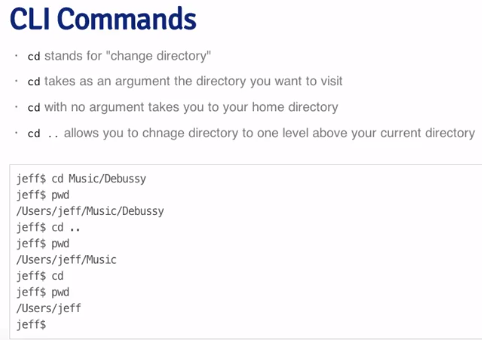 CLI Commands
· cd stands for "change directory"
· cd takes as an argument the directory you want to visit
· cd with no argument takes you to your home directory
· cd .. allows you to chnage directory to one level above your current directory
jeff$ cd Music/Debussy
jeff$ pwd
/Users/jeff/Music/Debussy
jeff$ cd ..
jeff$ pwd
/Users/jeff/Music
jeff$ cd
jeff$ pwd
/Users/jeff
jeff$